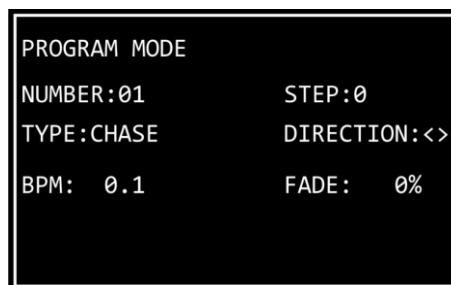 PROGRAM MODE
NUMBER:01 STEP:0
TYPE:CHASE DIRECTION:<>
BPM: 0.1 FADE: 0%